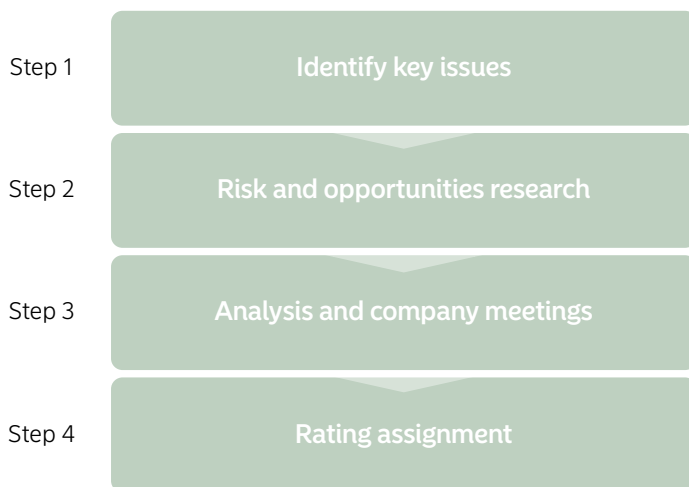 Step 1
Identify key issues
Step 2
Risk and opportunities research
Step 3
Analysis and company meetings
Step 4
Rating assignment